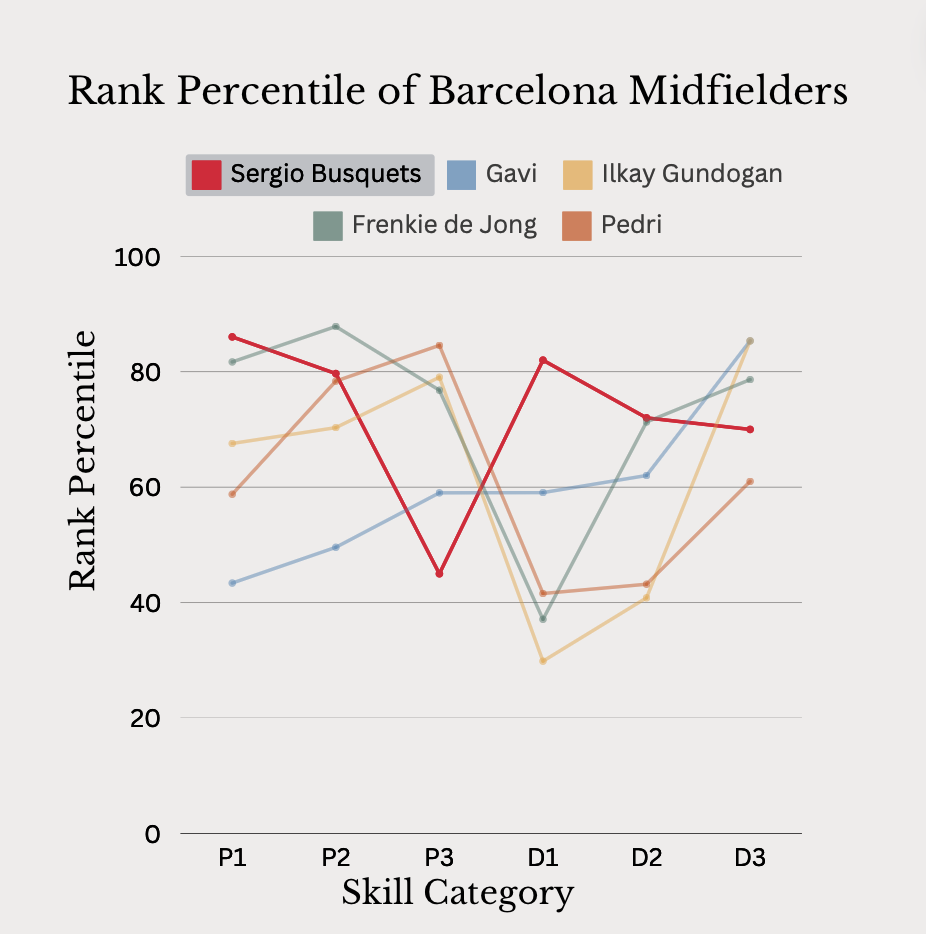 Rank Percentile of Barcelona Midfielders
Sergio Busquets Gavi Ilkay Gundogan
Frenkie de Jong Pedri
100
80
60
40
20
0
Rank Percentile
P1 P2 P3 D1 D2 D3
Skill Category